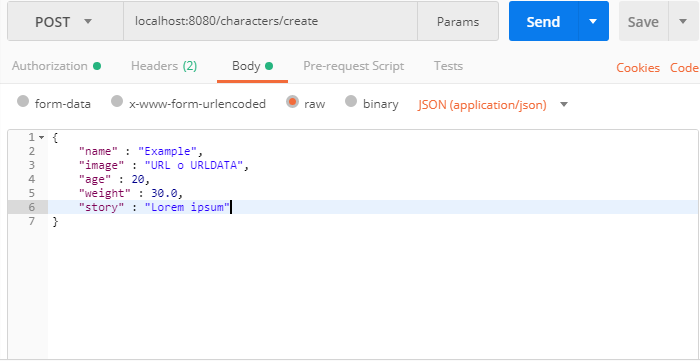 POST localhost:8080/characters/create Params Send Save
Authorization Headers (2) Body Pre-request Script Tests Cookies Code
form-data x-www-form-urlencoded raw binary JSON (application/json)
1 {
2 "name" : "Example",
3 "image" : "URL o URLDATA",
4 "age" : 20,
5 "weight" : 30.0,
6 "story" : "Lorem ipsum"
7 }